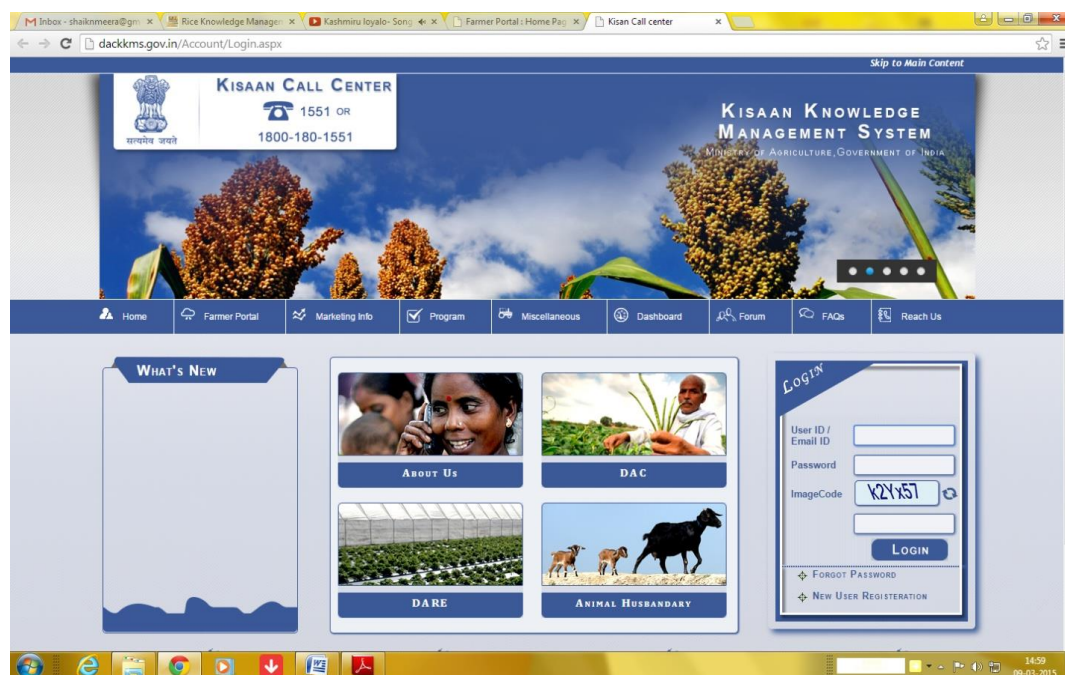 Inbox - shaiknmeera@gm
Rice Knowledge Managem
Kashmiru loyalo- Song
Farmer Portal : Home Pag
Kisan Call center
dackkms.gov.in/Account/Login.aspx
Skip to Main Content
सत्यमेव जयते
KISAAN CALL CENTER
1551 OR
1800-180-1551
KISAAN KNOWLEDGE
MANAGEMENT SYSTEM
MINISTRY OF AGRICULTURE,GOVERNMENT OF INDIA
Home
Farmer Portal
Marketing Info
Program
Miscellaneous
Dashboard
Forum
FAQs
Reach Us
WHAT'S NEW
ABOUT US
DAC
DARE
ANIMAL HUSBANDARY
LOGIN
User ID /
Email ID
Password
ImageCode
k2Yx57
LOGIN
FORGOT PASSWORD
NEW USER REGISTERATION
14:59
09-03-2015